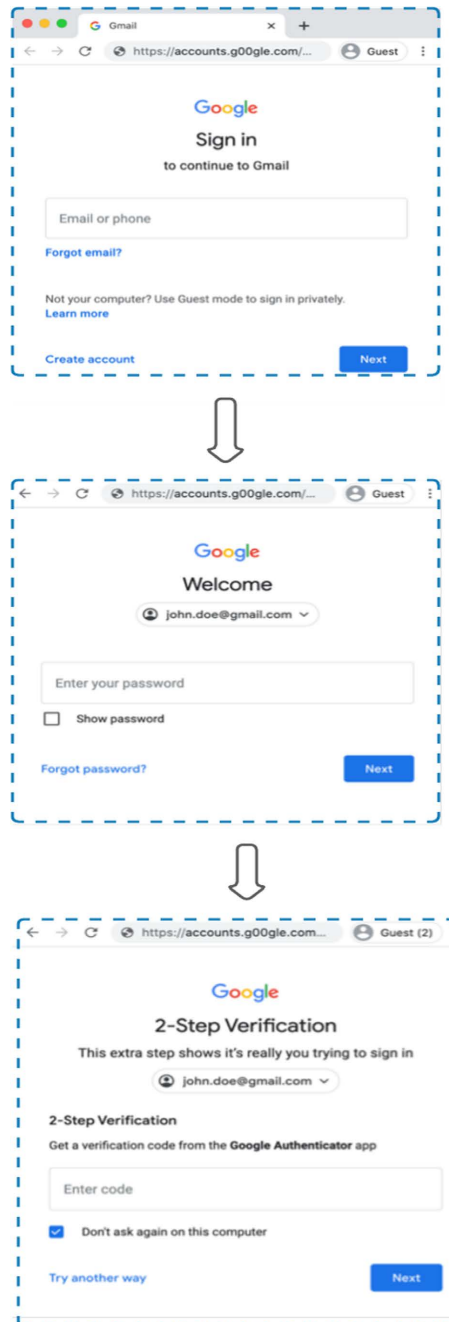 Gmail
https://accounts.g00gle.com/... Guest
Google
Sign in
to continue to Gmail
Email or phone
Forgot email?
Not your computer? Use Guest mode to sign in privately.
Learn more
Create account Next
https://accounts.g00gle.com/... Guest
Google
Welcome
john.doe@gmail.com
Enter your password
Show password
Forgot password? Next
https://accounts.g00gle.com... Guest (2)
Google
2-Step Verification
This extra step shows it's really you trying to sign in
john.doe@gmail.com
2-Step Verification
Get a verification code from the Google Authenticator app
Enter code
Don't ask again on this computer
Try another way Next